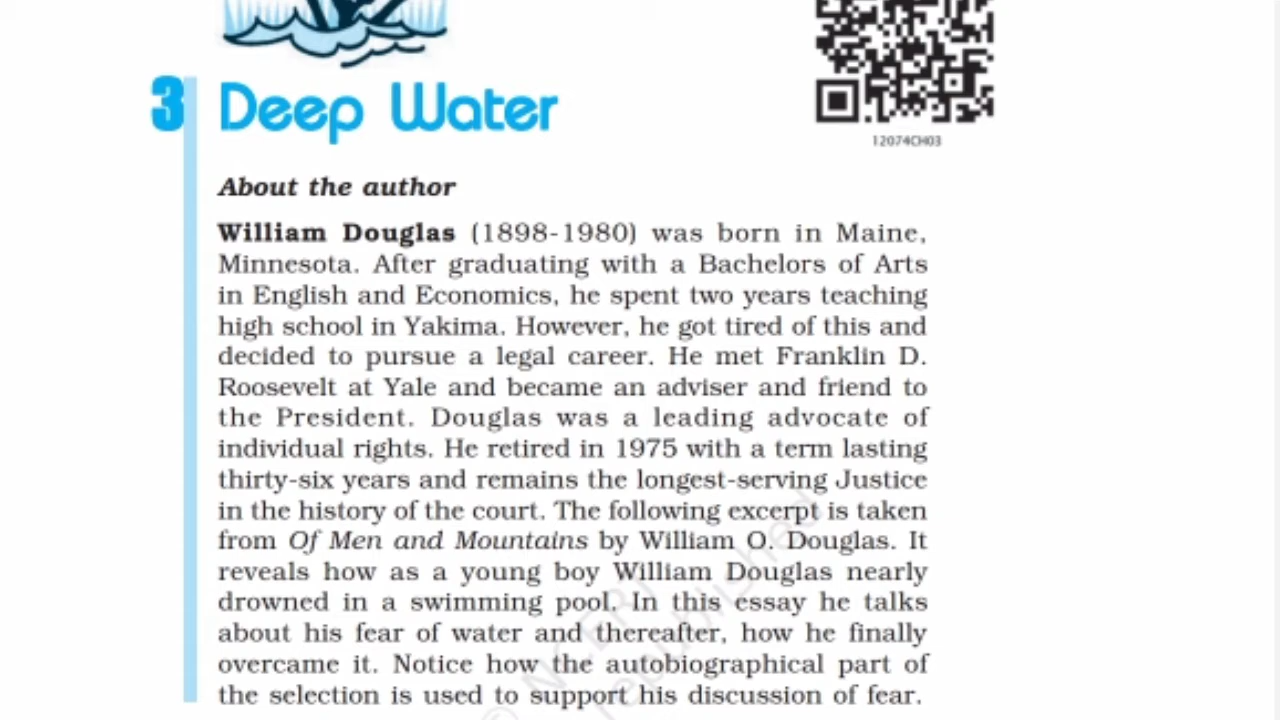 12074CH03
3 Deep Water
About the author
William Douglas (1898-1980) was born in Maine,
Minnesota. After graduating with a Bachelors of Arts
in English and Economics, he spent two years teaching
high school in Yakima. However, he got tired of this and
decided to pursue a legal career. He met Franklin D.
Roosevelt at Yale and became an adviser and friend to
the President. Douglas was a leading advocate of
individual rights. He retired in 1975 with a term lasting
thirty-six years and remains the longest-serving Justice
in the history of the court. The following excerpt is taken
from Of Men and Mountains by William O. Douglas. It
reveals how as a young boy William Douglas nearly
drowned in a swimming pool. In this essay he talks
about his fear of water and thereafter, how he finally
overcame it. Notice how the autobiographical part of
the selection is used to support his discussion of fear.
© NCERT
republished